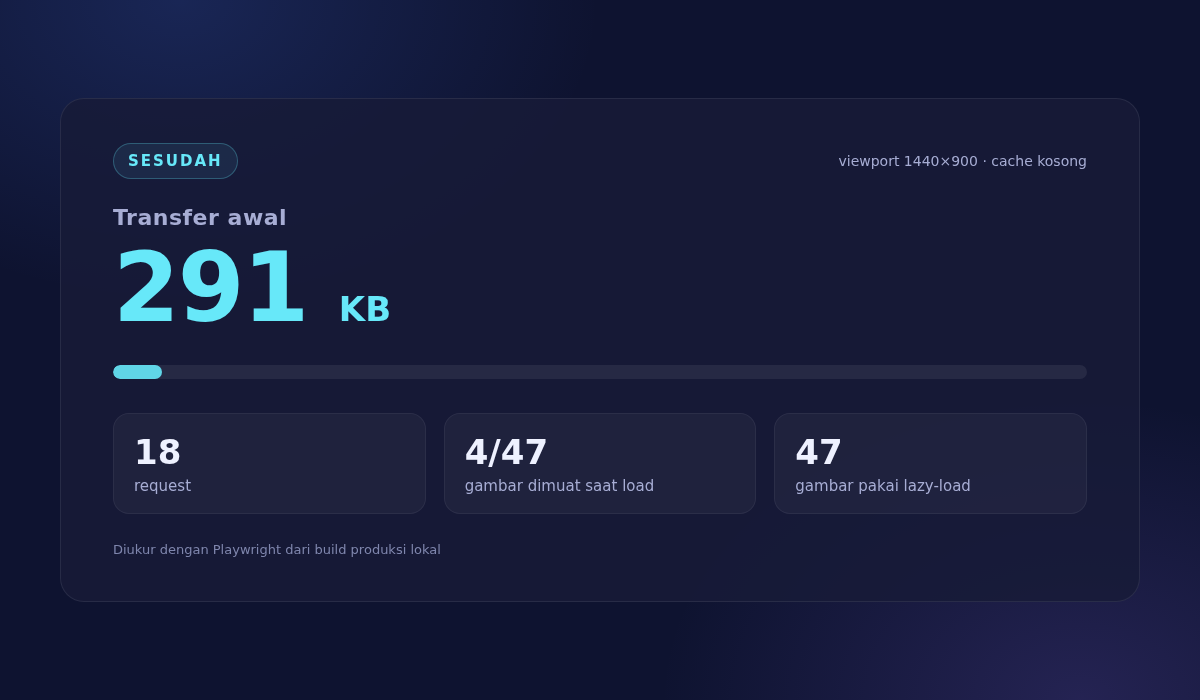 SESUDAH
viewport 1440×900 · cache kosong
Transfer awal
291 KB
18
request
4/47
gambar dimuat saat load
47
gambar pakai lazy-load
Diukur dengan Playwright dari build produksi lokal